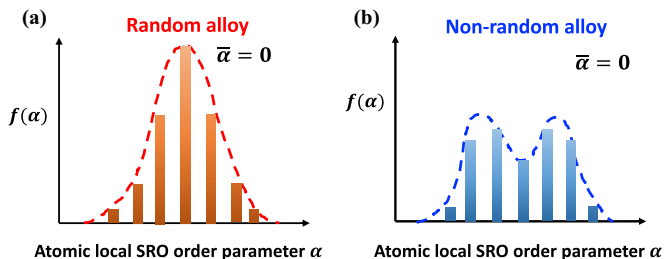 (a)
Random alloy
α̅ = 0
f(α)
Atomic local SRO order parameter α
(b)
Non-random alloy
α̅ = 0
f(α)
Atomic local SRO order parameter α